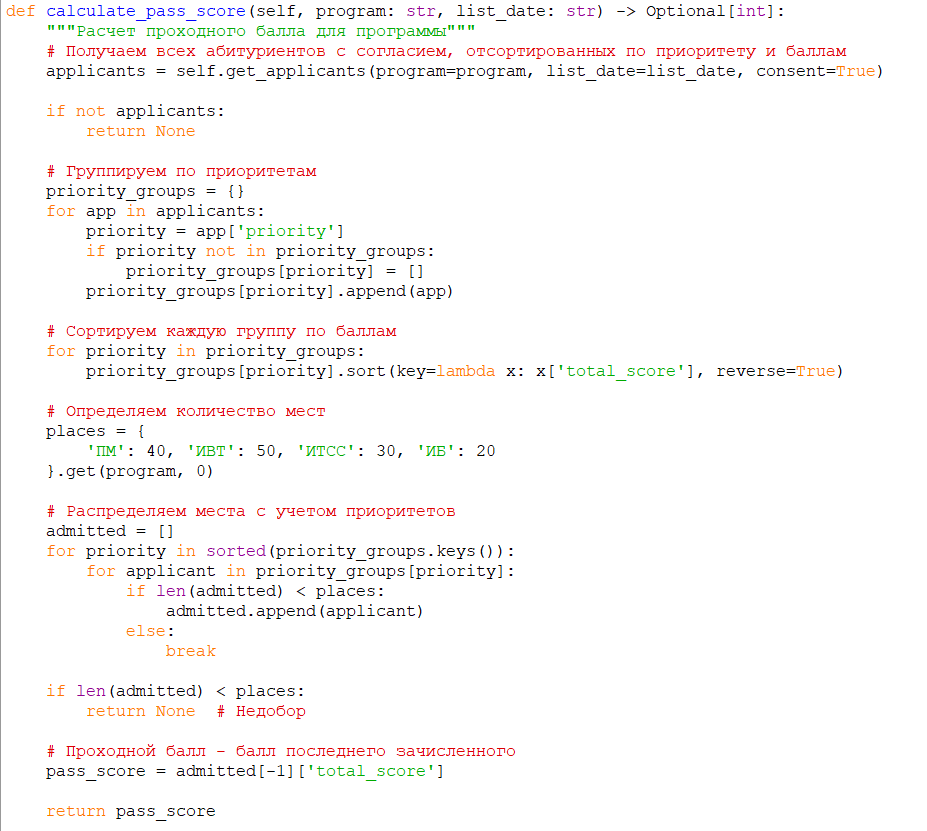 def calculate_pass_score(self, program: str, list_date: str) -> Optional[int]:
    """Расчет проходного балла для программы"""
    # Получаем всех абитуриентов с согласием, отсортированных по приоритету и баллам
    applicants = self.get_applicants(program=program, list_date=list_date, consent=True)

    if not applicants:
        return None

    # Группируем по приоритетам
    priority_groups = {}
    for app in applicants:
        priority = app['priority']
        if priority not in priority_groups:
            priority_groups[priority] = []
        priority_groups[priority].append(app)

    # Сортируем каждую группу по баллам
    for priority in priority_groups:
        priority_groups[priority].sort(key=lambda x: x['total_score'], reverse=True)

    # Определяем количество мест
    places = {
        'ПМ': 40, 'ИВТ': 50, 'ИТСС': 30, 'ИБ': 20
    }.get(program, 0)

    # Распределяем места с учетом приоритетов
    admitted = []
    for priority in sorted(priority_groups.keys()):
        for applicant in priority_groups[priority]:
            if len(admitted) < places:
                admitted.append(applicant)
            else:
                break

    if len(admitted) < places:
        return None  # Недобор

    # Проходной балл - балл последнего зачисленного
    pass_score = admitted[-1]['total_score']

    return pass_score